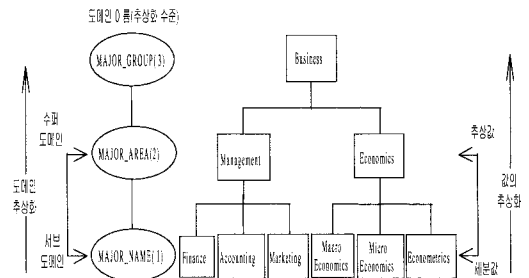 도메인 이름(추상화 수준)
MAJOR_GROUP(3)
Business
수퍼
도메인
MAJOR_AREA(2)
Management
Economics
추상값
도메인
추상화
값의
추상화
서브
도메인
MAJOR_NAME(1)
Finance
Accounting
Marketing
Macro
Economics
Micro
Economics
Econometrics
세분값